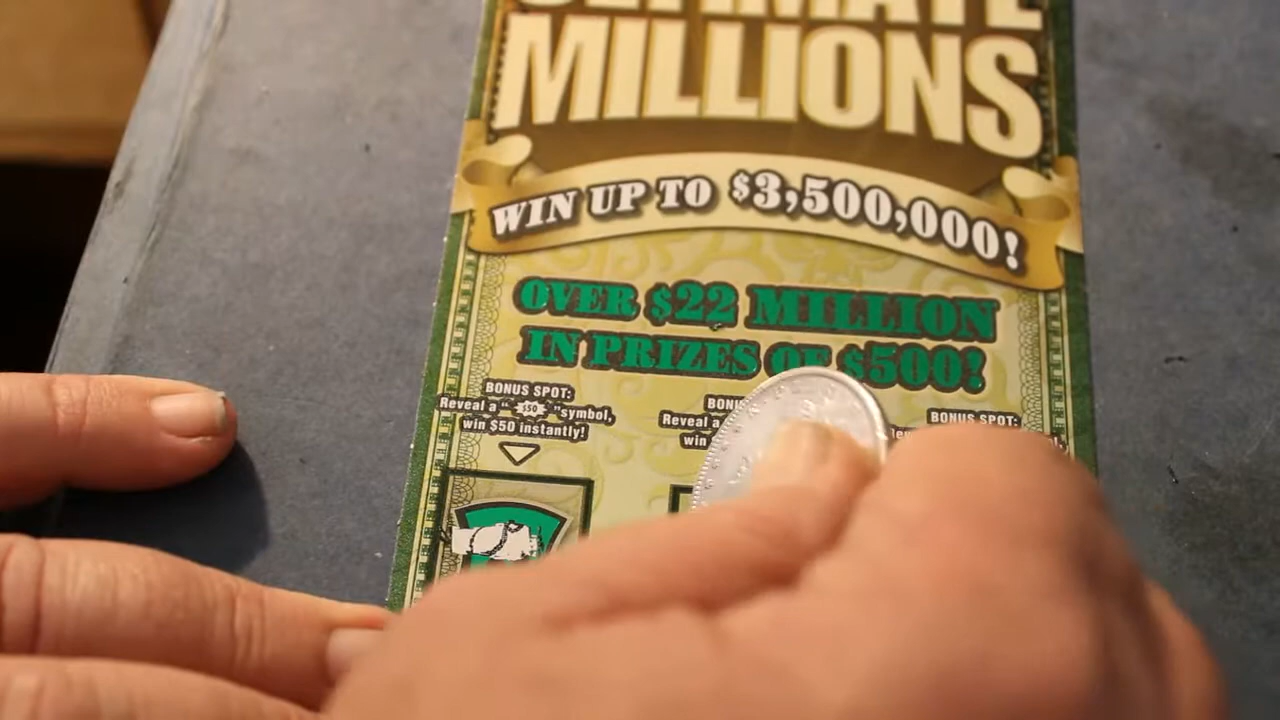 ULTIMATE
MILLIONS
WIN UP TO $3,500,000!
OVER $22 MILLION
IN PRIZES OF $500!
BONUS SPOT:
Reveal a "$50" symbol,
win $50 instantly!
Reveal a
win
BONUS SPOT: